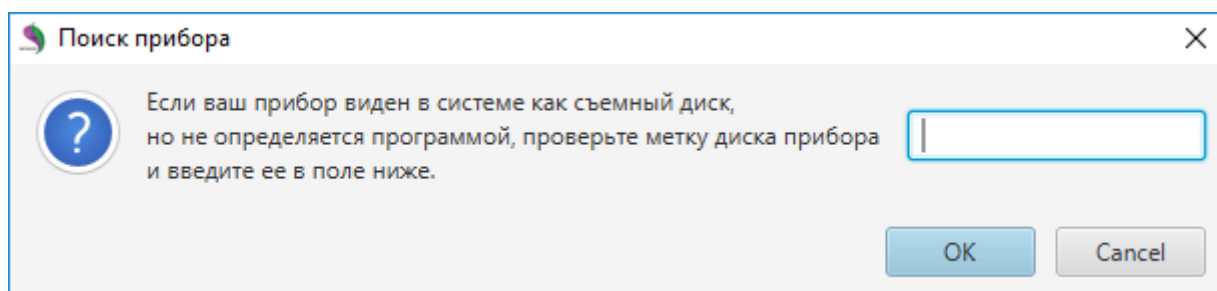 Поиск прибора
Если ваш прибор виден в системе как съемный диск,
но не определяется программой, проверьте метку диска прибора
и введите ее в поле ниже.
OK
Cancel